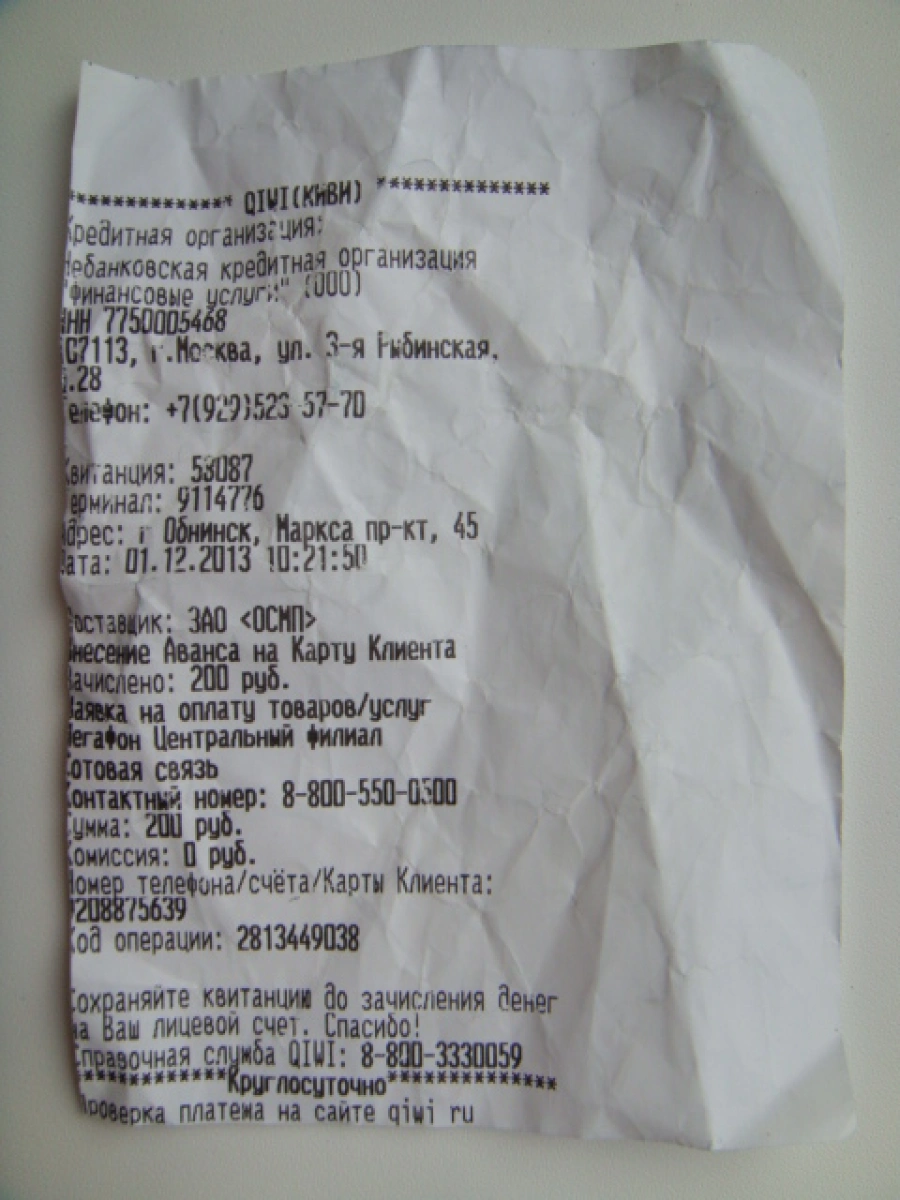 ************* QIWI(КИВИ) **************
Кредитная организация:
Небанковская кредитная организация
"финансовые услуги" (ООО)
ИНН 7750005468
г.Москва, ул. 3-я Рыбинская,
д.28
Телефон: +7(929)523-57-70
Квитанция: 53087
Терминал: 9114776
Адрес: г Обнинск, Маркса пр-кт, 45
Дата: 01.12.2013 10:21:50
Поставщик: ЗАО <ОСМП>
Внесение Аванса на Карту Клиента
Зачислено: 200 руб.
Заявка на оплату товаров/услуг
Мегафон Центральный филиал
Сотовая связь
Контактный номер: 8-800-550-0500
Сумма: 200 руб.
Комиссия: 0 руб.
Номер телефона/счёта/Карты Клиента:
9208875639
Код операции: 2813449038
Сохраняйте квитанцию до зачисления денег
на Ваш лицевой счет. Спасибо!
Справочная служба QIWI: 8-800-3330059
************Круглосуточно**************
Проверка платежа на сайте qiwi ru